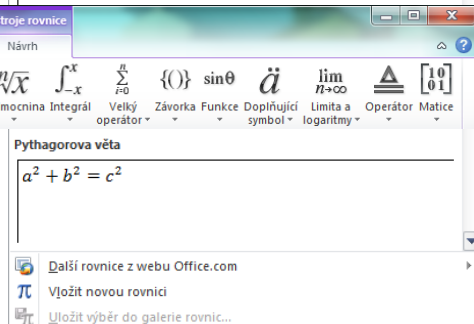 troje rovnice
Návrh
mocnina Integrál Velký operátor Závorka Funkce Doplňující symbol Limita a logaritmy Operátor Matice
Pythagorova věta
a² + b² = c²
Další rovnice z webu Office.com
Vložit novou rovnici
Uložit výběr do galerie rovnic...